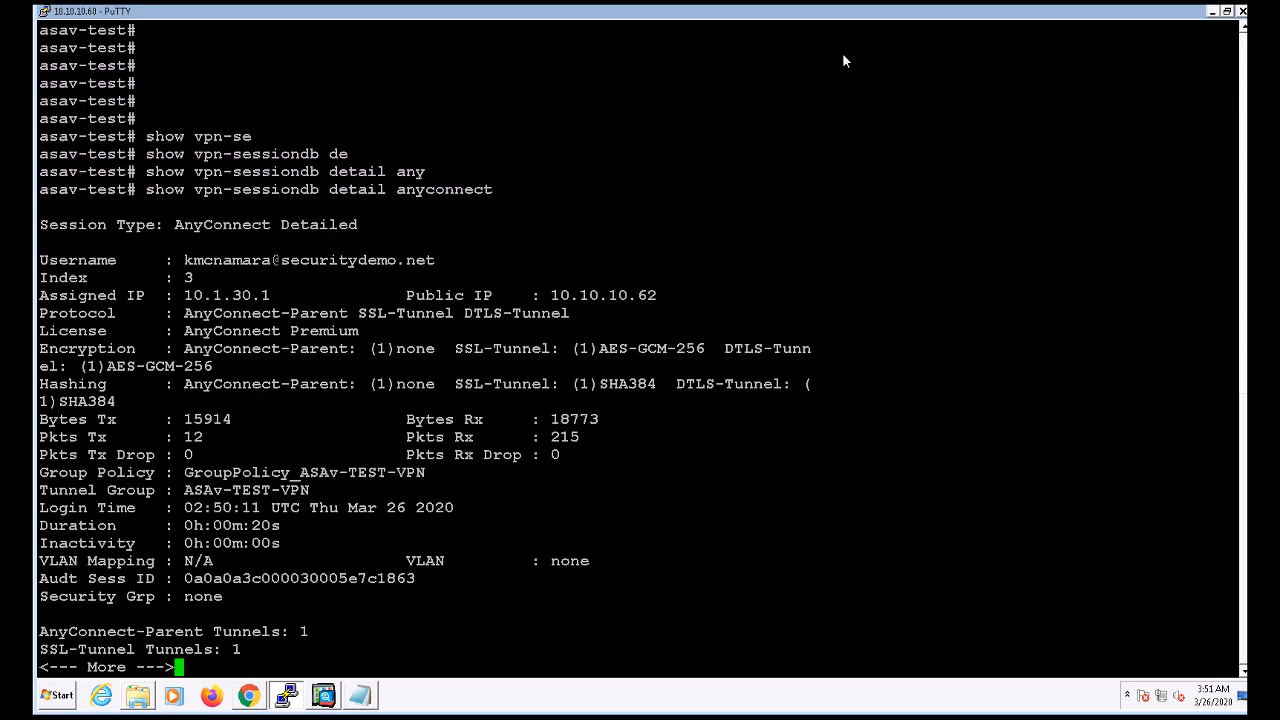 10.10.10.60 - PuTTY
asav-test#
asav-test#
asav-test#
asav-test#
asav-test#
asav-test#
asav-test# show vpn-se
asav-test# show vpn-sessiondb de
asav-test# show vpn-sessiondb detail any
asav-test# show vpn-sessiondb detail anyconnect
Session Type: AnyConnect Detailed
Username     : kmcnamara@securitydemo.net
Index        : 3
Assigned IP  : 10.1.30.1              Public IP    : 10.10.10.62
Protocol     : AnyConnect-Parent SSL-Tunnel DTLS-Tunnel
License      : AnyConnect Premium
Encryption   : AnyConnect-Parent: (1)none  SSL-Tunnel: (1)AES-GCM-256  DTLS-Tunn
el: (1)AES-GCM-256
Hashing      : AnyConnect-Parent: (1)none  SSL-Tunnel: (1)SHA384  DTLS-Tunnel: (
1)SHA384
Bytes Tx     : 15914                  Bytes Rx     : 18773
Pkts Tx      : 12                     Pkts Rx      : 215
Pkts Tx Drop : 0                      Pkts Rx Drop : 0
Group Policy : GroupPolicy_ASAv-TEST-VPN
Tunnel Group : ASAv-TEST-VPN
Login Time   : 02:50:11 UTC Thu Mar 26 2020
Duration     : 0h:00m:20s
Inactivity   : 0h:00m:00s
VLAN Mapping : N/A                    VLAN         : none
Audt Sess ID : 0a0a0a3c000030005e7c1863
Security Grp : none
AnyConnect-Parent Tunnels: 1
SSL-Tunnel Tunnels: 1
<--- More --->
Start
3:51 AM
3/26/2020